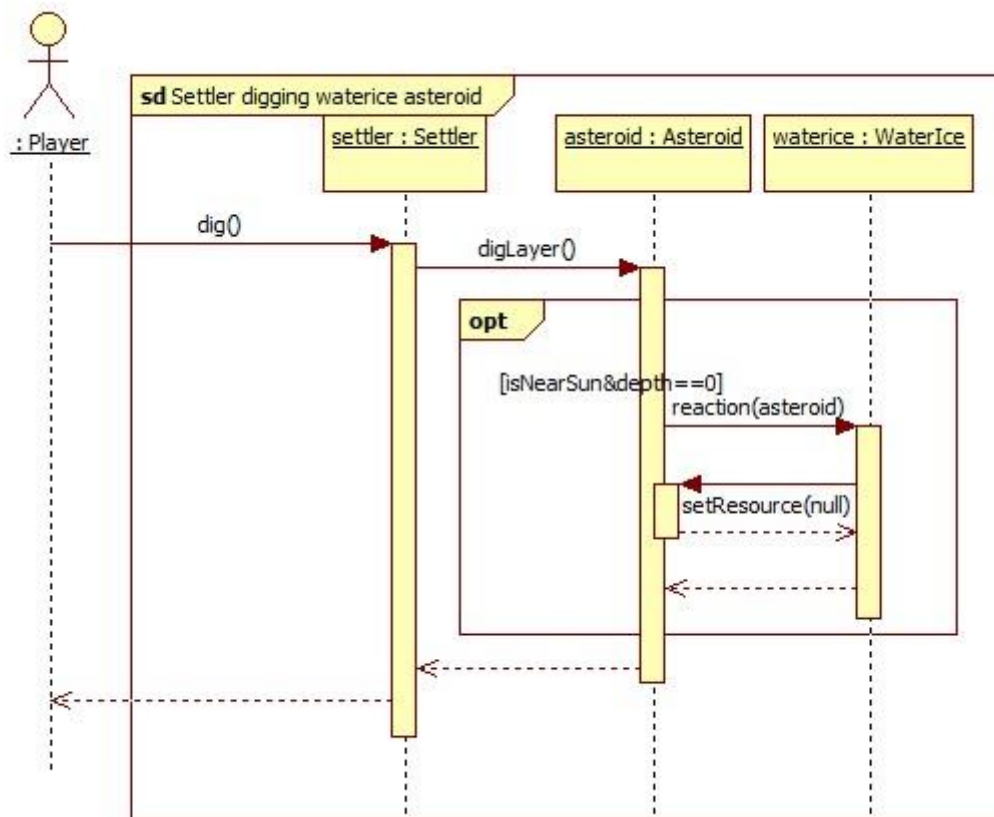 sd Settler digging waterice asteroid
: Player
settler : Settler
asteroid : Asteroid
waterice : WaterIce
dig()
digLayer()
opt
[isNearSun&depth==0]
reaction(asteroid)
setResource(null)